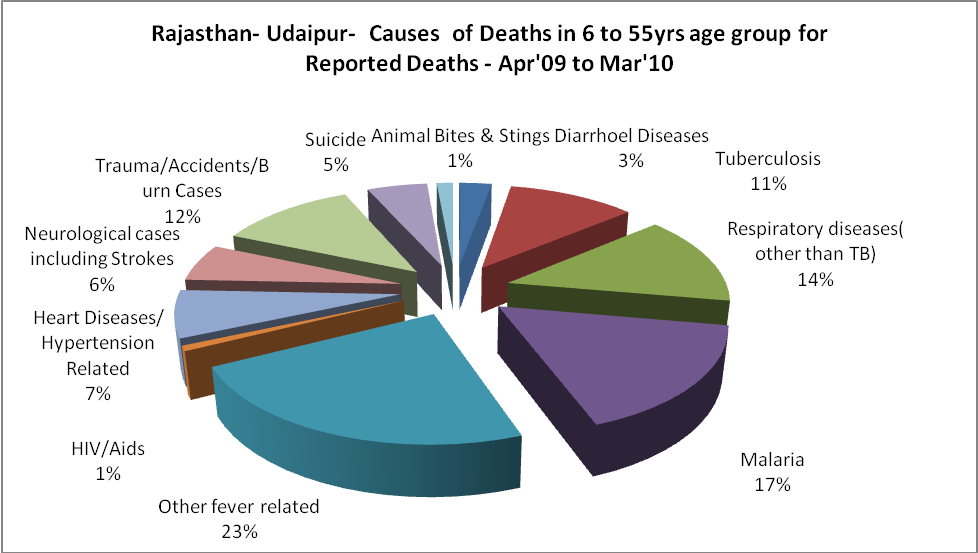 Rajasthan- Udaipur-  Causes  of Deaths in 6 to 55yrs age group for
Reported Deaths - Apr'09 to Mar'10
Suicide
5%
Animal Bites & Stings
1%
Diarrhoel Diseases
3%
Tuberculosis
11%
Respiratory diseases(
other than TB)
14%
Malaria
17%
Other fever related
23%
HIV/Aids
1%
Heart Diseases/
Hypertension
Related
7%
Neurological cases
including Strokes
6%
Trauma/Accidents/B
urn Cases
12%